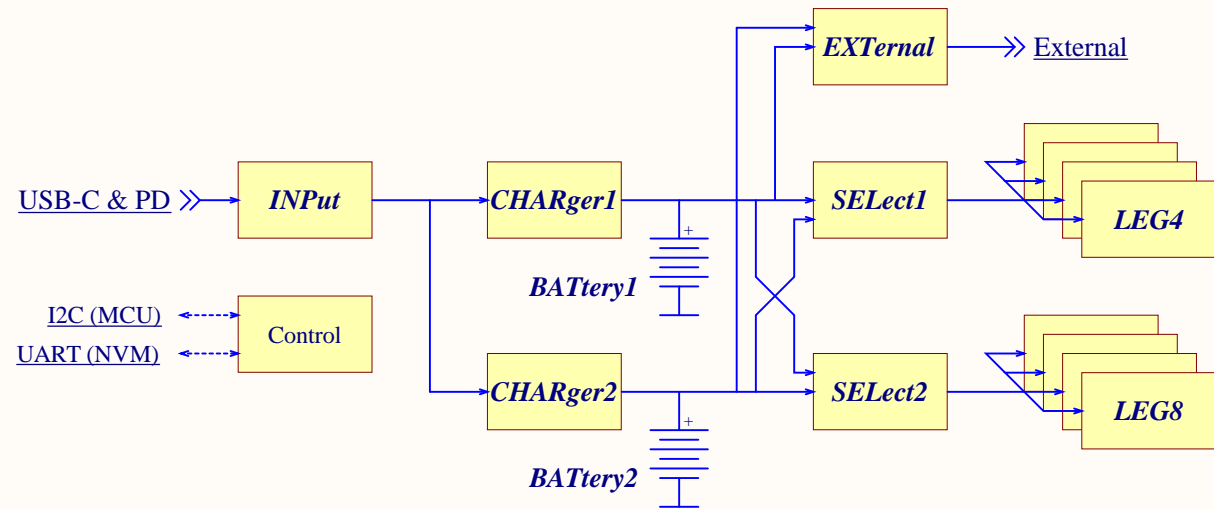 EXTernal
External
USB-C & PD
INPut
CHARger1
SELect1
LEG4
+
BATtery1
I2C (MCU)
UART (NVM)
Control
CHARger2
SELect2
LEG8
+
BATtery2